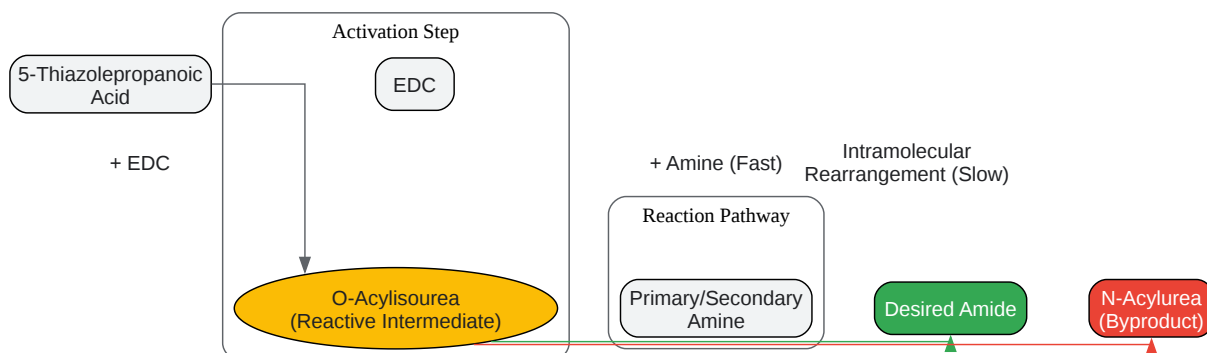 Activation Step
5-Thiazolepropanoic
Acid
EDC
+ EDC
+ Amine (Fast)
Intramolecular
Rearrangement (Slow)
Reaction Pathway
O-Acylisourea
(Reactive Intermediate)
Primary/Secondary
Amine
Desired Amide
N-Acylurea
(Byproduct)